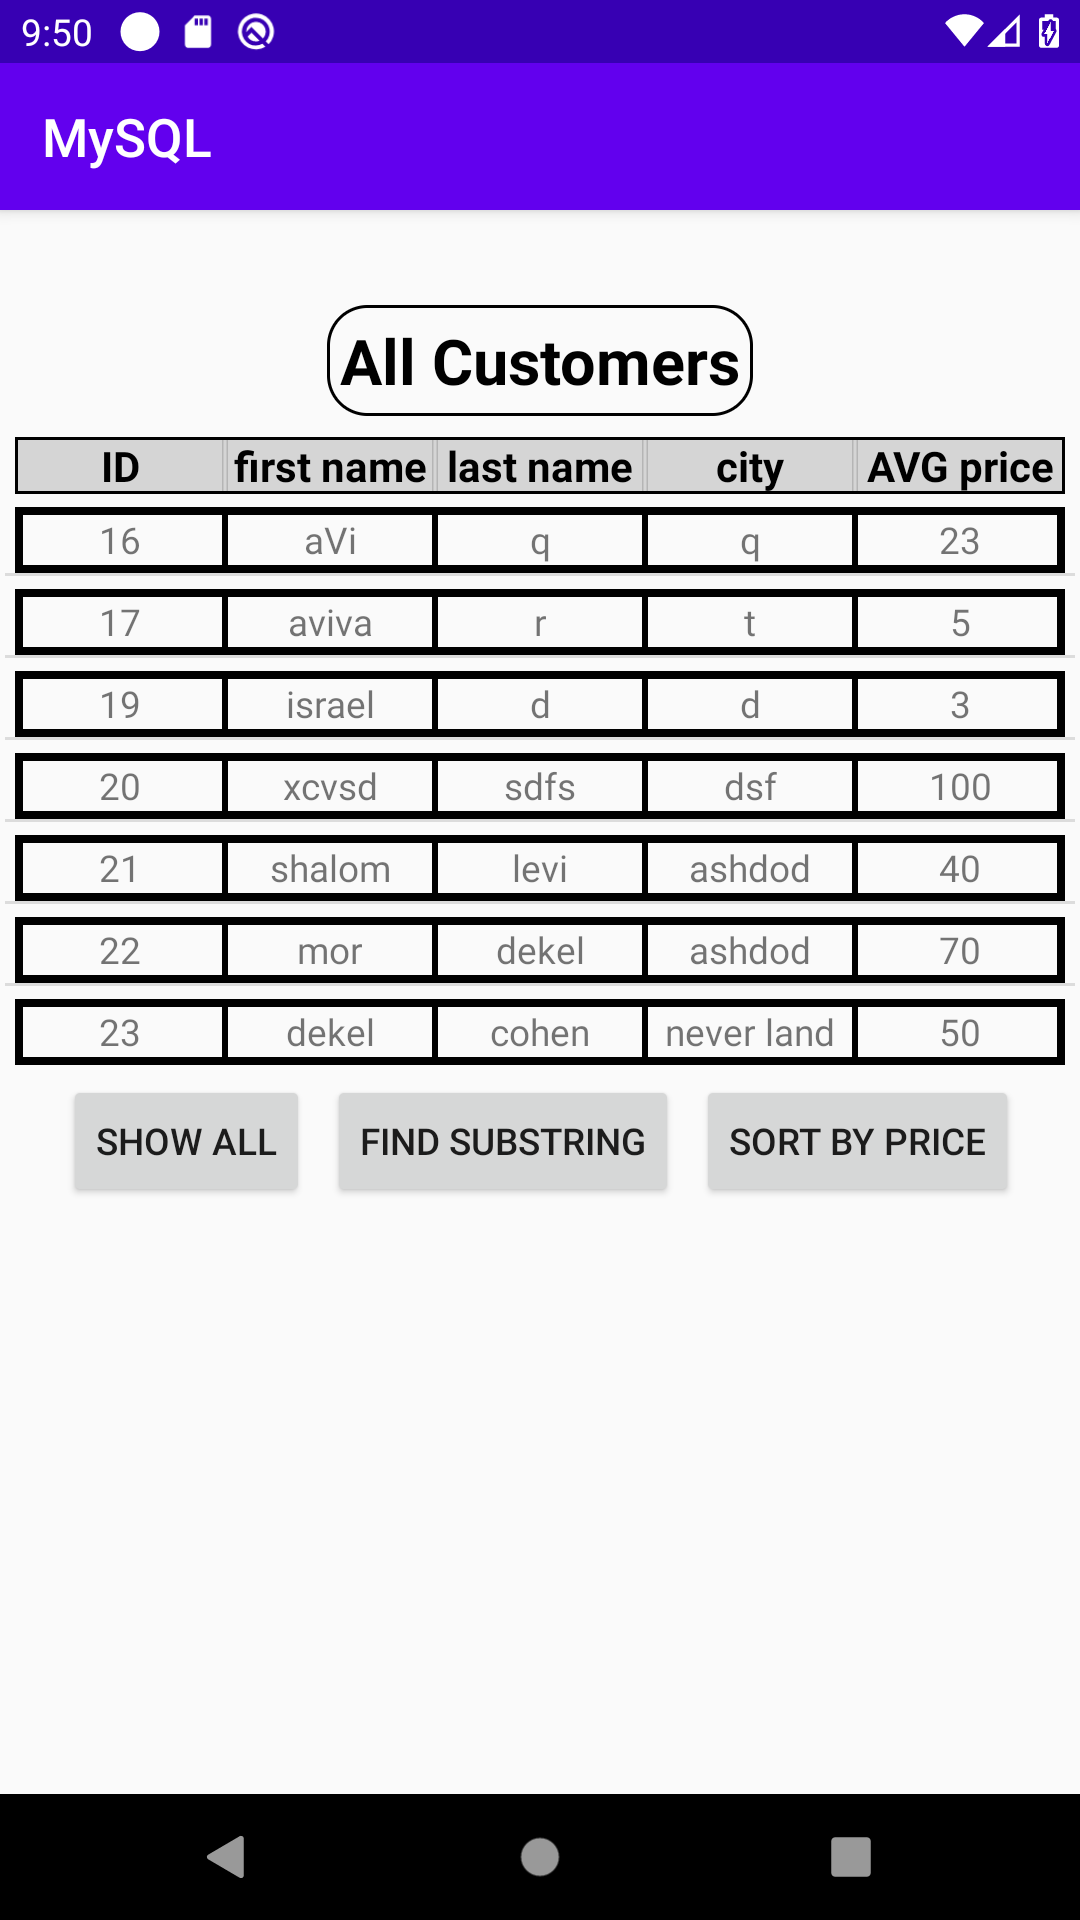 9:50
MySQL
All Customers
ID first name last name city AVG price
16 aVi q q 23
17 aviva r t 5
19 israel d d 3
20 xcvsd sdfs dsf 100
21 shalom levi ashdod 40
22 mor dekel ashdod 70
23 dekel cohen never land 50
SHOW ALL FIND SUBSTRING SORT BY PRICE